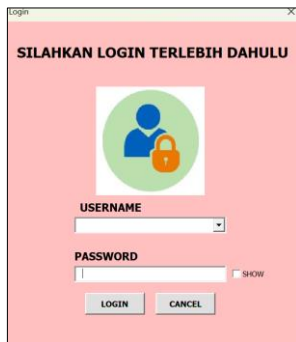 Login
SILAHKAN LOGIN TERLEBIH DAHULU
USERNAME
PASSWORD
SHOW
LOGIN CANCEL